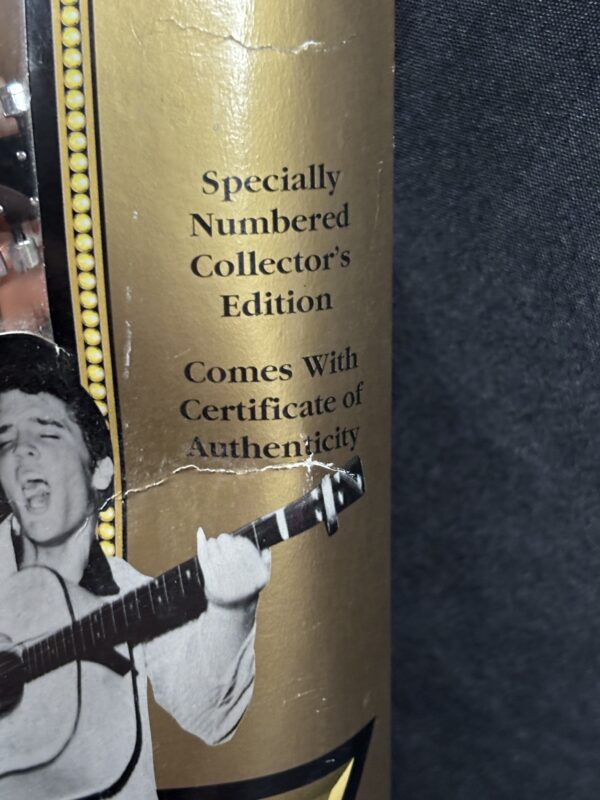 Specially
Numbered
Collector's
Edition
Comes With
Certificate of
Authenticity